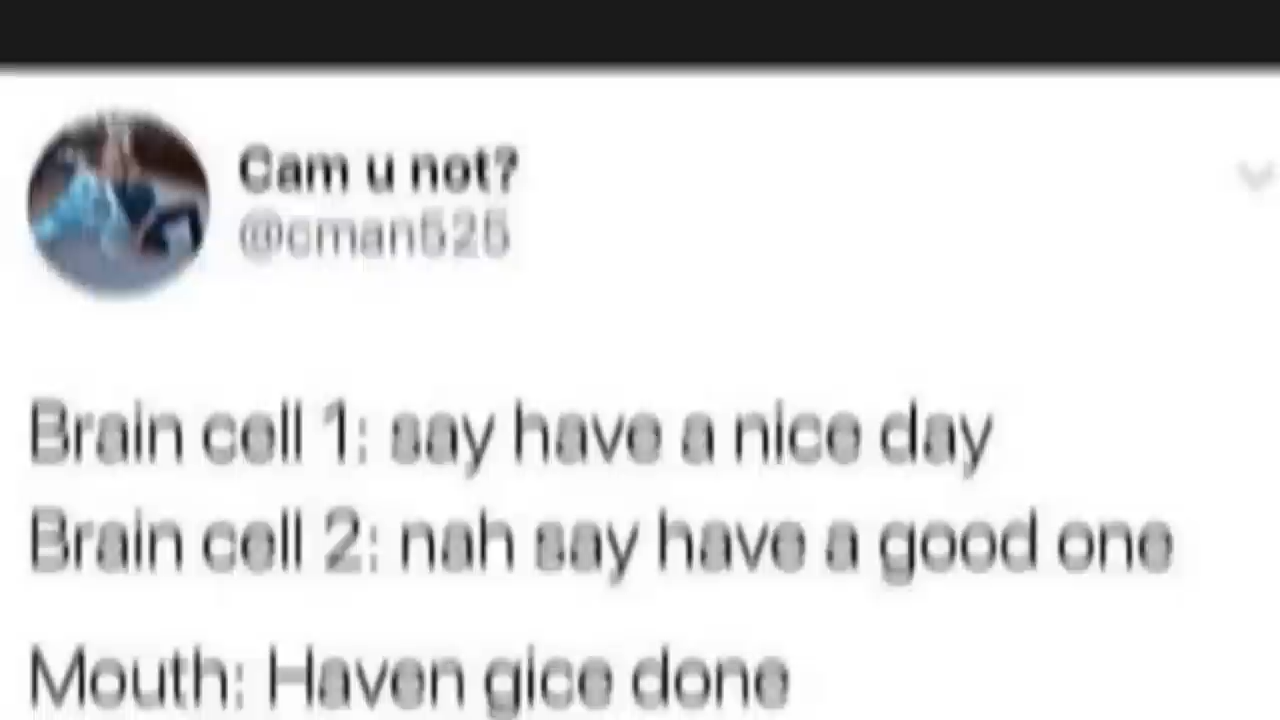 Cam u not?
@cman525
Brain cell 1: say have a nice day
Brain cell 2: nah say have a good one
Mouth: Haven gice done